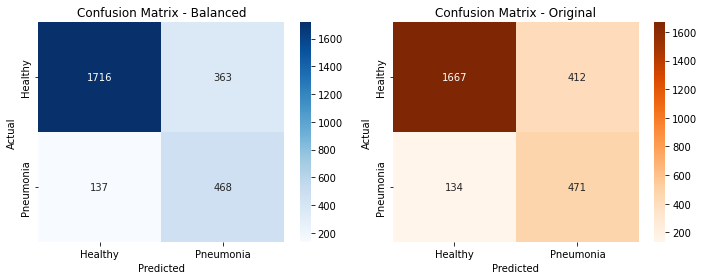 Confusion Matrix - Balanced
Healthy
Pneumonia
Actual
1716
363
137
468
Healthy
Pneumonia
Predicted
1600
1400
1200
1000
800
600
400
200
Confusion Matrix - Original
Healthy
Pneumonia
Actual
1667
412
134
471
Healthy
Pneumonia
Predicted
1600
1400
1200
1000
800
600
400
200